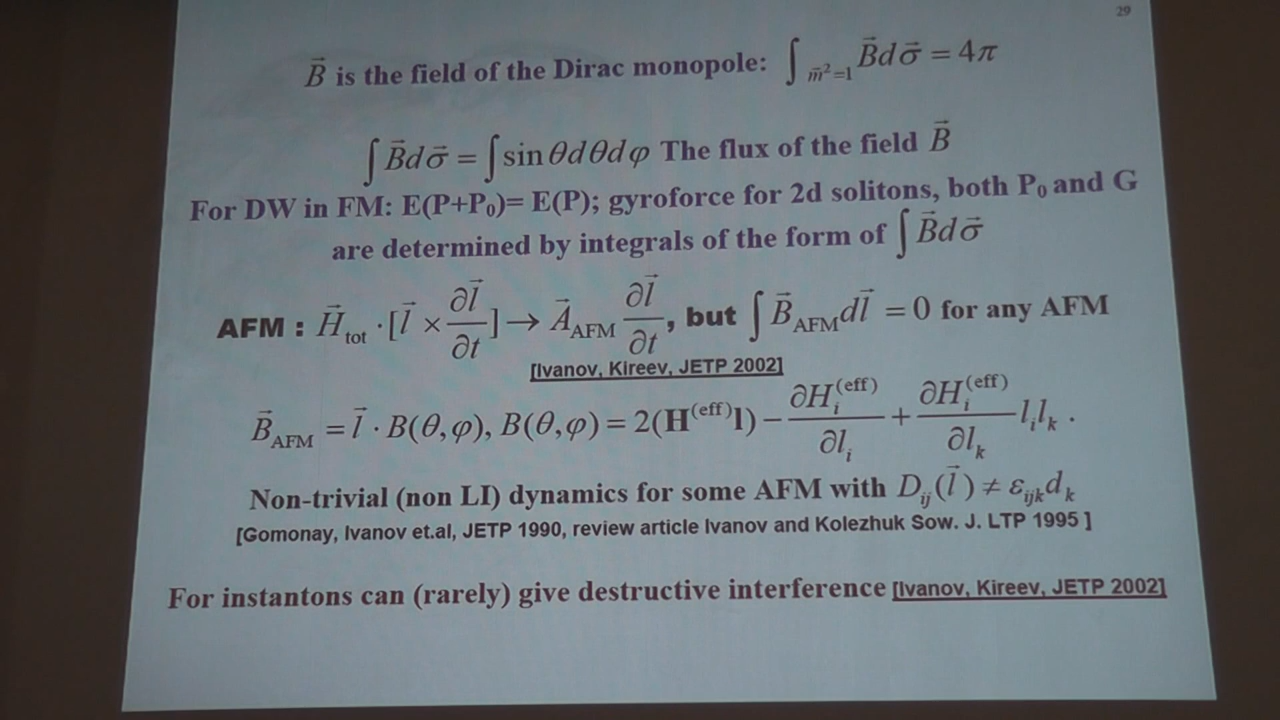 29
B⃗ is the field of the Dirac monopole: ∫_{m⃗²=1} B⃗dσ⃗ = 4π
∫B⃗dσ⃗ = ∫sinθdθdφ The flux of the field B⃗
For DW in FM: E(P+P₀)= E(P); gyroforce for 2d solitons, both P₀ and G
are determined by integrals of the form of ∫B⃗dσ⃗
AFM : H⃗_tot ·[l⃗ × ∂l⃗/∂t] → A⃗_AFM ∂l⃗/∂t, but ∫B⃗_AFM dl⃗ = 0 for any AFM
[Ivanov, Kireev, JETP 2002]
B⃗_AFM = l⃗ · B(θ,φ), B(θ,φ) = 2(H^(eff)l) − ∂H_i^(eff)/∂l_i + ∂H_i^(eff)/∂l_k l_i l_k .
Non-trivial (non LI) dynamics for some AFM with D_ij(l⃗) ≠ ε_ijk d_k
[Gomonay, Ivanov et.al, JETP 1990, review article Ivanov and Kolezhuk Sow. J. LTP 1995 ]
For instantons can (rarely) give destructive interference [Ivanov, Kireev, JETP 2002]